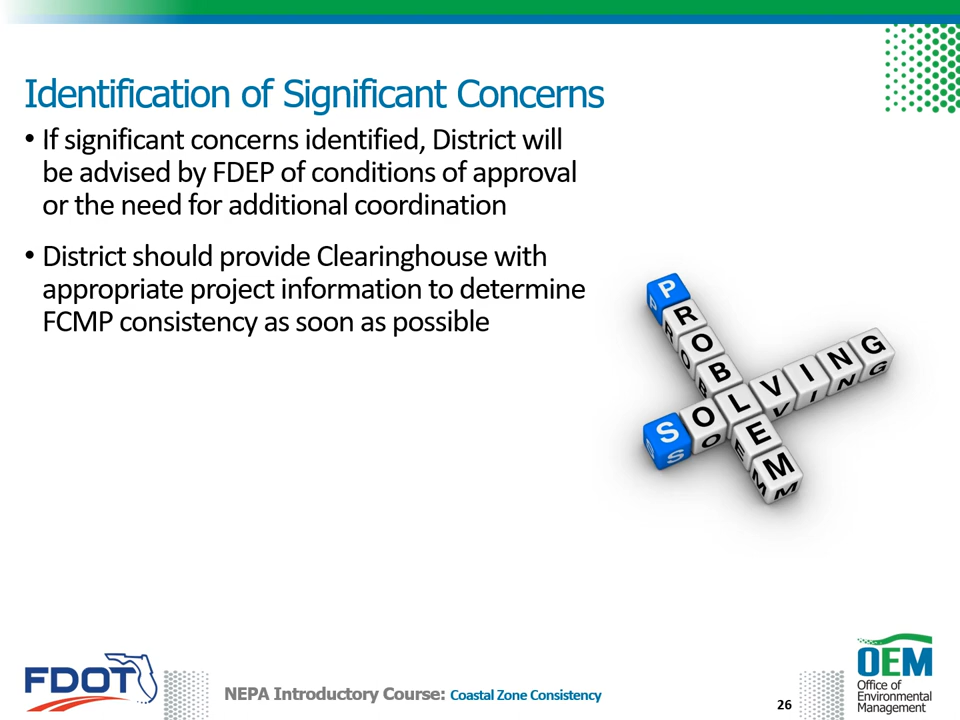 Identification of Significant Concerns
• If significant concerns identified, District will
be advised by FDEP of conditions of approval
or the need for additional coordination
• District should provide Clearinghouse with
appropriate project information to determine
FCMP consistency as soon as possible
PROBLEM
SOLVING
FDOT
NEPA Introductory Course: Coastal Zone Consistency
26
OEM
Office of
Environmental
Management